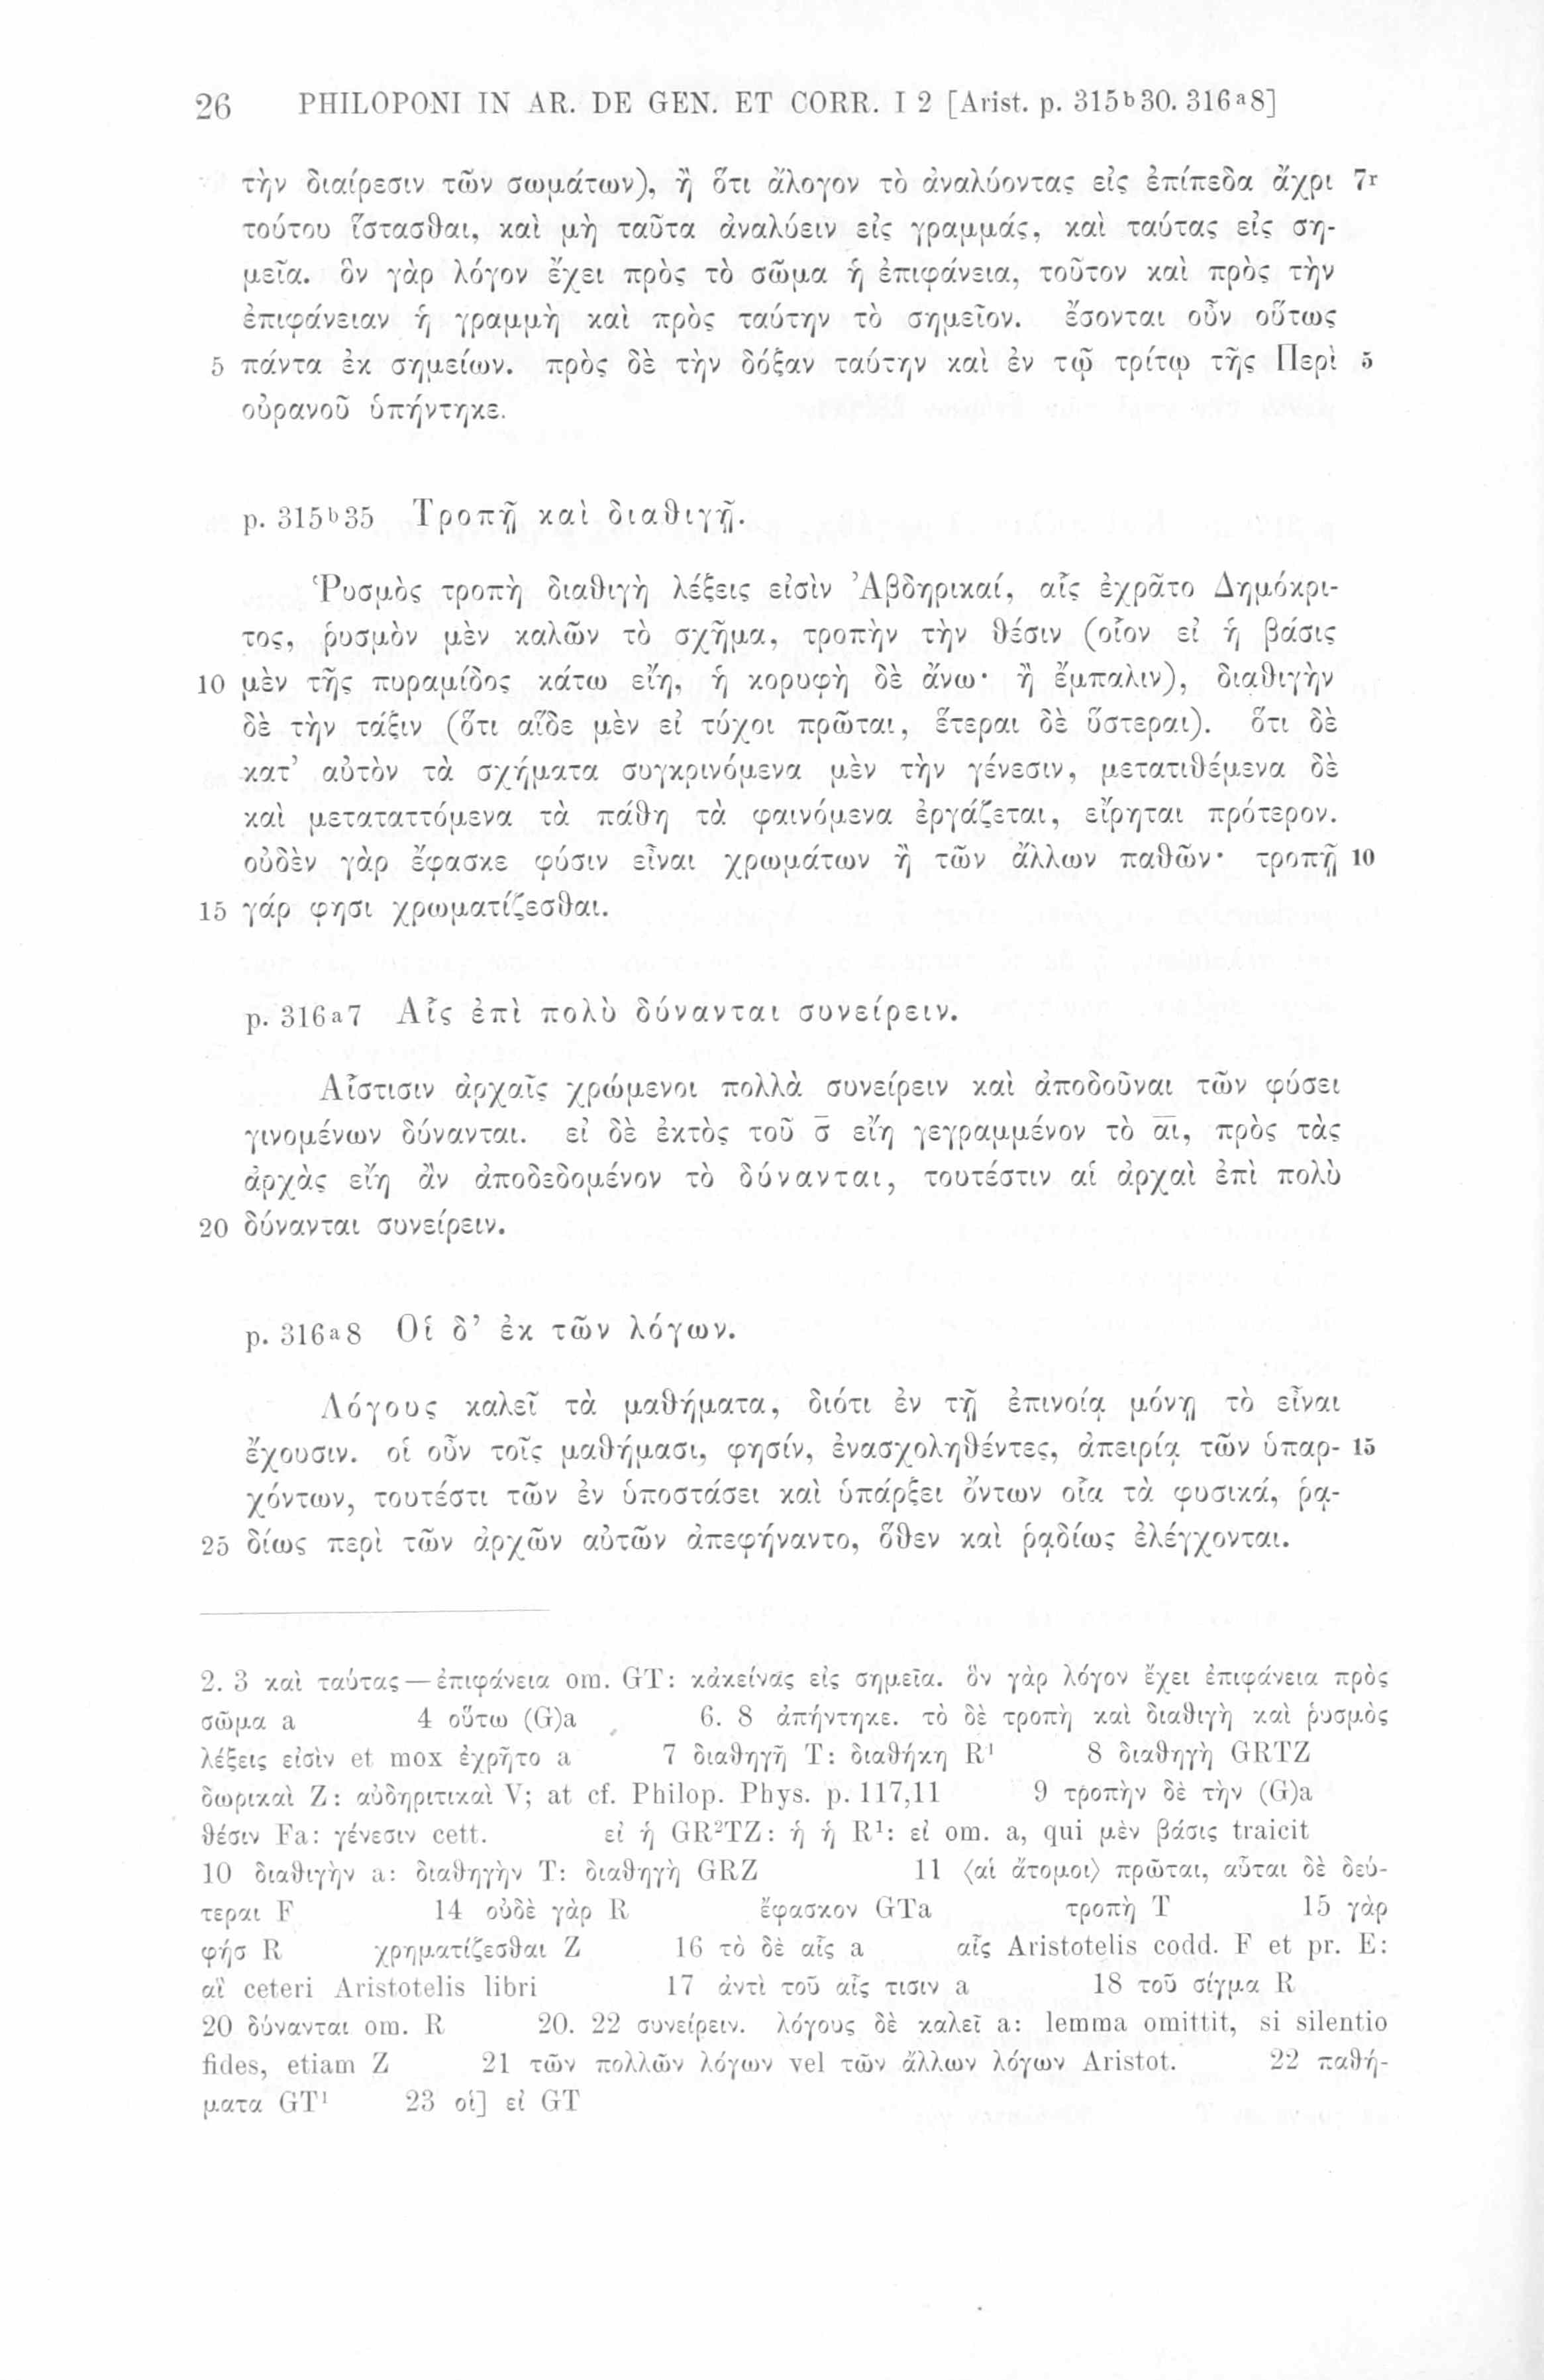 26 PHILOPONI IN AR. DE GEN. ET CORR. I 2 [Arist. p. 315ᵇ30. 316ᵃ8]
τὴν διαίρεσιν τῶν σωμάτων), ἢ ὅτι ἄλογον τὸ ἀναλύοντας εἰς ἐπίπεδα ἄχρι 7ʳ
τούτου ἵστασθαι, καὶ μὴ ταῦτα ἀναλύειν εἰς γραμμάς, καὶ ταύτας εἰς ση-
μεῖα. ὃν γὰρ λόγον ἔχει πρὸς τὸ σῶμα ἡ ἐπιφάνεια, τοῦτον καὶ πρὸς τὴν
ἐπιφάνειαν ἡ γραμμὴ καὶ πρὸς ταύτην τὸ σημεῖον. ἔσονται οὖν οὕτως
5 πάντα ἐκ σημείων. πρὸς δὲ τὴν δόξαν ταύτην καὶ ἐν τῷ τρίτῳ τῆς Περὶ 5
οὐρανοῦ ὑπήντηκε.
p. 315ᵇ35 Τροπῇ καὶ διαθιγῇ.
Ῥυσμὸς τροπὴ διαθιγὴ λέξεις εἰσὶν Ἀβδηρικαί, αἷς ἐχρᾶτο Δημόκρι-
τος, ῥυσμὸν μὲν καλῶν τὸ σχῆμα, τροπὴν τὴν θέσιν (οἷον εἰ ἡ βάσις
10 μὲν τῆς πυραμίδος κάτω εἴη, ἡ κορυφὴ δὲ ἄνω· ἢ ἔμπαλιν), διαθιγὴν
δὲ τὴν τάξιν (ὅτι αἵδε μὲν εἰ τύχοι πρῶται, ἕτεραι δὲ ὕστεραι). ὅτι δὲ
κατ’ αὐτὸν τὰ σχήματα συγκρινόμενα μὲν τὴν γένεσιν, μετατιθέμενα δὲ
καὶ μεταταττόμενα τὰ πάθη τὰ φαινόμενα ἐργάζεται, εἴρηται πρότερον.
οὐδὲν γὰρ ἔφασκε φύσιν εἶναι χρωμάτων ἢ τῶν ἄλλων παθῶν· τροπῇ 10
15 γάρ φησι χρωματίζεσθαι.
p. 316ᵃ7 Αἷς ἐπὶ πολὺ δύνανται συνείρειν.
Αἷστισιν ἀρχαῖς χρώμενοι πολλὰ συνείρειν καὶ ἀποδοῦναι τῶν φύσει
γινομένων δύνανται. εἰ δὲ ἐκτὸς τοῦ σ̅ εἴη γεγραμμένον τὸ α̅ι̅, πρὸς τὰς
ἀρχὰς εἴη ἂν ἀποδεδομένον τὸ δύνανται, τουτέστιν αἱ ἀρχαὶ ἐπὶ πολὺ
20 δύνανται συνείρειν.
p. 316ᵃ8 Οἱ δ’ ἐκ τῶν λόγων.
Λόγους καλεῖ τὰ μαθήματα, διότι ἐν τῇ ἐπινοίᾳ μόνῃ τὸ εἶναι
ἔχουσιν. οἱ οὖν τοῖς μαθήμασι, φησίν, ἐνασχοληθέντες, ἀπειρίᾳ τῶν ὑπαρ- 15
χόντων, τουτέστι τῶν ἐν ὑποστάσει καὶ ὑπάρξει ὄντων οἷα τὰ φυσικά, ῥᾳ-
25 δίως περὶ τῶν ἀρχῶν αὐτῶν ἀπεφήναντο, ὅθεν καὶ ῥᾳδίως ἐλέγχονται.
2. 3 καὶ ταύτας—ἐπιφάνεια om. GT: κἀκείνας εἰς σημεῖα. ὃν γὰρ λόγον ἔχει ἐπιφάνεια πρὸς
σῶμα a 4 οὕτω (G)a 6. 8 ἀπήντηκε. τὸ δὲ τροπὴ καὶ διαθιγὴ καὶ ῥυσμὸς
λέξεις εἰσὶν et mox ἐχρῆτο a 7 διαθηγῇ T: διαθήκη R¹ 8 διαθηγὴ GRTZ
δωρικαὶ Z: αὐδηριτικαὶ V; at cf. Philop. Phys. p. 117,11 9 τροπὴν δὲ τὴν (G)a
θέσιν Fa: γένεσιν cett. εἰ ἡ GR²TZ: ἡ ἡ R¹: εἰ om. a, qui μὲν βάσις traicit
10 διαθιγὴν a: διαθηγὴν T: διαθηγὴ GRZ 11 ⟨αἱ ἄτομοι⟩ πρῶται, αὗται δὲ δεύ-
τεραι F 14 οὐδὲ γὰρ R ἔφασκον GTa τροπὴ T 15 γὰρ
φήσ R χρηματίζεσθαι Z 16 τὸ δὲ αἷς a αἷς Aristotelis codd. F et pr. E:
αἳ ceteri Aristotelis libri 17 ἀντὶ τοῦ αἷς τισιν a 18 τοῦ σίγμα R
20 δύνανται om. R 20. 22 συνείρειν. λόγους δὲ καλεῖ a: lemma omittit, si silentio
fides, etiam Z 21 τῶν πολλῶν λόγων vel τῶν ἄλλων λόγων Aristot. 22 παθή-
ματα GT¹ 23 οἱ] εἰ GT